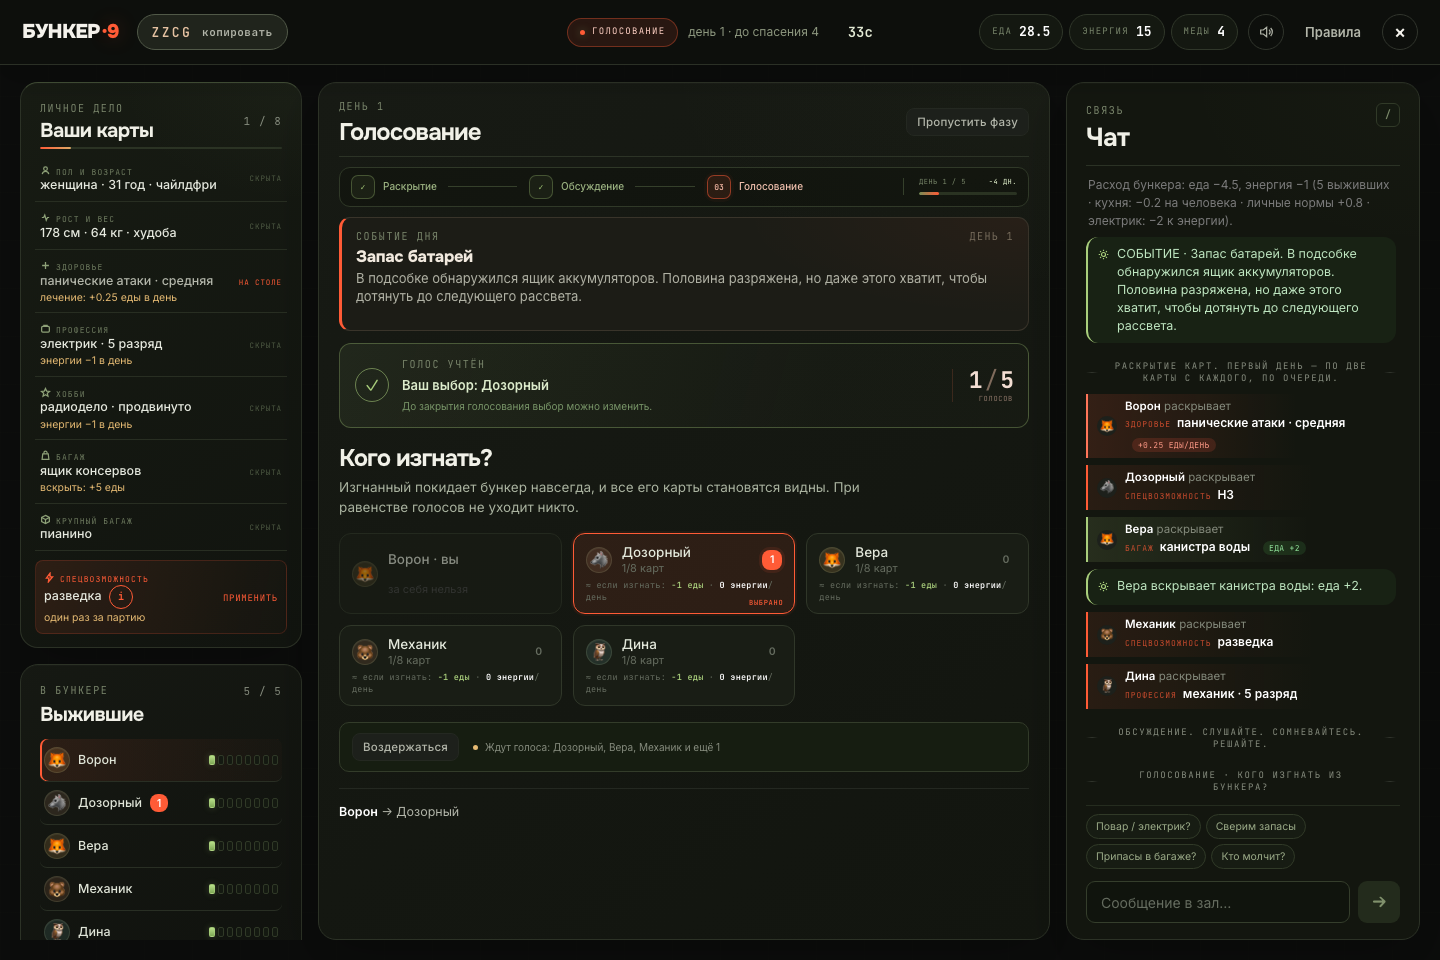 БУНКЕР·9
ZZCG копировать
ГОЛОСОВАНИЕ
день 1 · до спасения 4
33с
ЕДА 28.5
ЭНЕРГИЯ 15
МЕДЫ 4
Правила
×
ЛИЧНОЕ ДЕЛО
Ваши карты
1 / 8
ПОЛ И ВОЗРАСТ
женщина · 31 год · чайлдфри
СКРЫТА
РОСТ И ВЕС
178 см · 64 кг · худоба
СКРЫТА
ЗДОРОВЬЕ
панические атаки · средняя
НА СТОЛЕ
лечение: +0.25 еды в день
ПРОФЕССИЯ
электрик · 5 разряд
СКРЫТА
энергии −1 в день
ХОББИ
радиодело · продвинуто
СКРЫТА
энергии −1 в день
БАГАЖ
ящик консервов
СКРЫТА
вскрыть: +5 еды
КРУПНЫЙ БАГАЖ
пианино
СКРЫТА
СПЕЦВОЗМОЖНОСТЬ
разведка i
ПРИМЕНИТЬ
один раз за партию
В БУНКЕРЕ
Выжившие
5 / 5
Ворон
Дозорный 1
Вера
Механик
Дина
ДЕНЬ 1
Голосование
Пропустить фазу
✓ Раскрытие
✓ Обсуждение
03 Голосование
ДЕНЬ 1 / 5
~4 ДН.
СОБЫТИЕ ДНЯ
ДЕНЬ 1
Запас батарей
В подсобке обнаружился ящик аккумуляторов. Половина разряжена, но даже этого хватит, чтобы
дотянуть до следующего рассвета.
ГОЛОС УЧТЁН
Ваш выбор: Дозорный
До закрытия голосования выбор можно изменить.
1/5
ГОЛОСОВ
Кого изгнать?
Изгнанный покидает бункер навсегда, и все его карты становятся видны. При
равенстве голосов не уходит никто.
Ворон · вы
за себя нельзя
Дозорный
1/8 карт
1
≈ если изгнать: -1 еды · 0 энергии/
день
ВЫБРАНО
Вера
1/8 карт
0
≈ если изгнать: -1 еды · 0 энергии/
день
Механик
1/8 карт
0
≈ если изгнать: -1 еды · 0 энергии/
день
Дина
1/8 карт
0
≈ если изгнать: -1 еды · 0 энергии/
день
Воздержаться
Ждут голоса: Дозорный, Вера, Механик и ещё 1
Ворон → Дозорный
СВЯЗЬ
Чат
/
Расход бункера: еда −4.5, энергия −1 (5 выживших
· кухня: −0.2 на человека · личные нормы +0.8 ·
электрик: −2 к энергии).
СОБЫТИЕ · Запас батарей. В подсобке
обнаружился ящик аккумуляторов.
Половина разряжена, но даже этого
хватит, чтобы дотянуть до следующего
рассвета.
РАСКРЫТИЕ КАРТ. ПЕРВЫЙ ДЕНЬ — ПО ДВЕ
КАРТЫ С КАЖДОГО, ПО ОЧЕРЕДИ.
Ворон раскрывает
ЗДОРОВЬЕ панические атаки · средняя
+0.25 ЕДЫ/ДЕНЬ
Дозорный раскрывает
СПЕЦВОЗМОЖНОСТЬ НЗ
Вера раскрывает
БАГАЖ канистра воды ЕДА +2
Вера вскрывает канистра воды: еда +2.
Механик раскрывает
СПЕЦВОЗМОЖНОСТЬ разведка
Дина раскрывает
ПРОФЕССИЯ механик · 5 разряд
ОБСУЖДЕНИЕ. СЛУШАЙТЕ. СОМНЕВАЙТЕСЬ.
РЕШАЙТЕ.
ГОЛОСОВАНИЕ · КОГО ИЗГНАТЬ ИЗ
БУНКЕРА?
Повар / электрик?
Сверим запасы
Припасы в багаже?
Кто молчит?
Сообщение в зал...